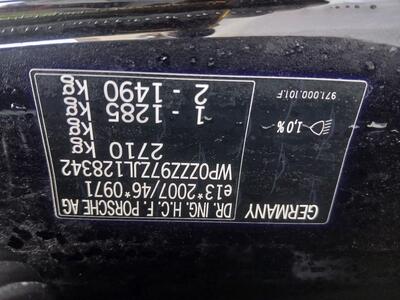 GERMANY
DR. ING. H.C. F. PORSCHE AG
e13*2007/46*0971
WP0ZZZ97ZJL128342
2710 kg
1 - 1285 kg
2 - 1490 kg
1,0%
971.000.101.F